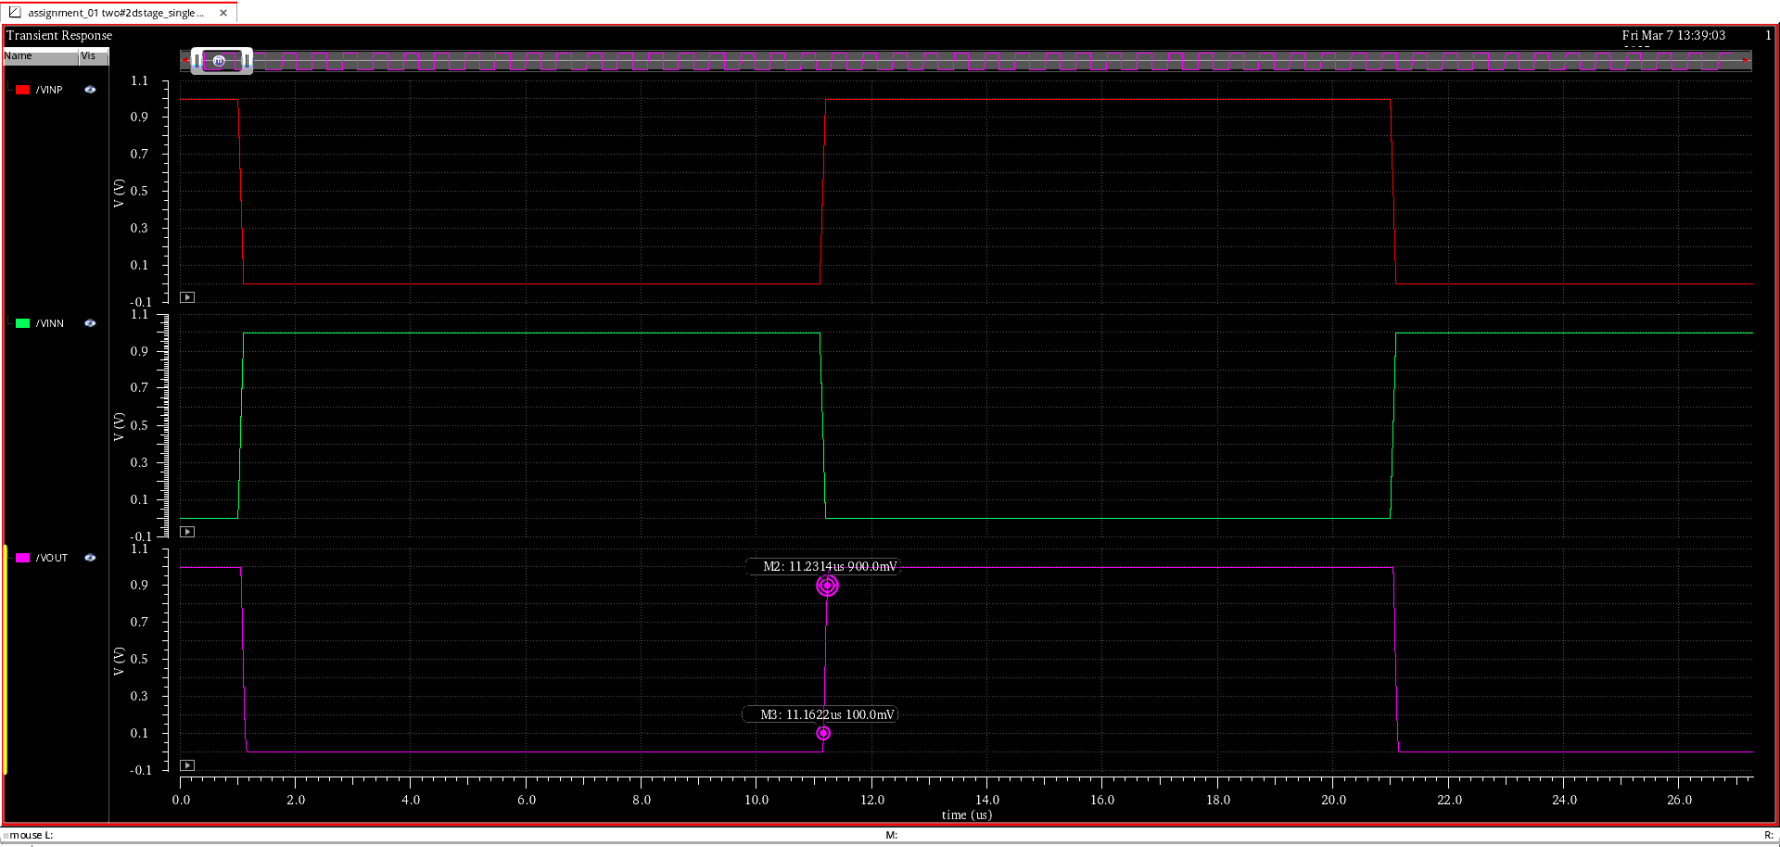 assignment_01 two#2dstage_single... ×
Transient Response
Fri Mar 7 13:39:03 1
Name Vis
/VINP
1.1
0.9
0.7
0.5
0.3
0.1
-0.1
V (V)
/VINN
1.1
0.9
0.7
0.5
0.3
0.1
-0.1
V (V)
/VOUT
1.1
0.9
0.7
0.5
0.3
0.1
-0.1
V (V)
M2: 11.2314us 900.0mV
M3: 11.1622us 100.0mV
0.0 2.0 4.0 6.0 8.0 10.0 12.0 14.0 16.0 18.0 20.0 22.0 24.0 26.0
time (us)
mouse L: M: R: